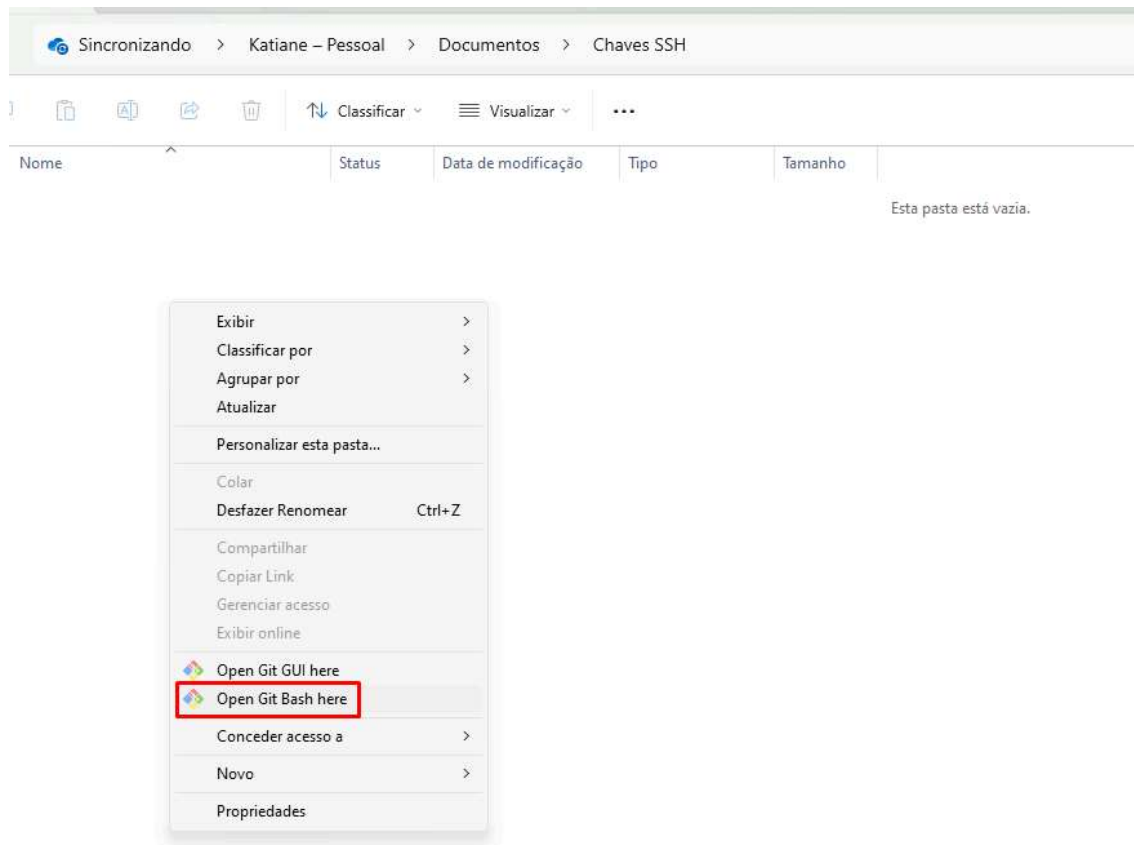 Sincronizando > Katiane – Pessoal > Documentos > Chaves SSH
Classificar Visualizar ...
Nome Status Data de modificação Tipo Tamanho
Esta pasta está vazia.
Exibir >
Classificar por >
Agrupar por >
Atualizar
Personalizar esta pasta...
Colar
Desfazer Renomear Ctrl+Z
Compartilhar
Copiar Link
Gerenciar acesso
Exibir online
Open Git GUI here
Open Git Bash here
Conceder acesso a >
Novo >
Propriedades